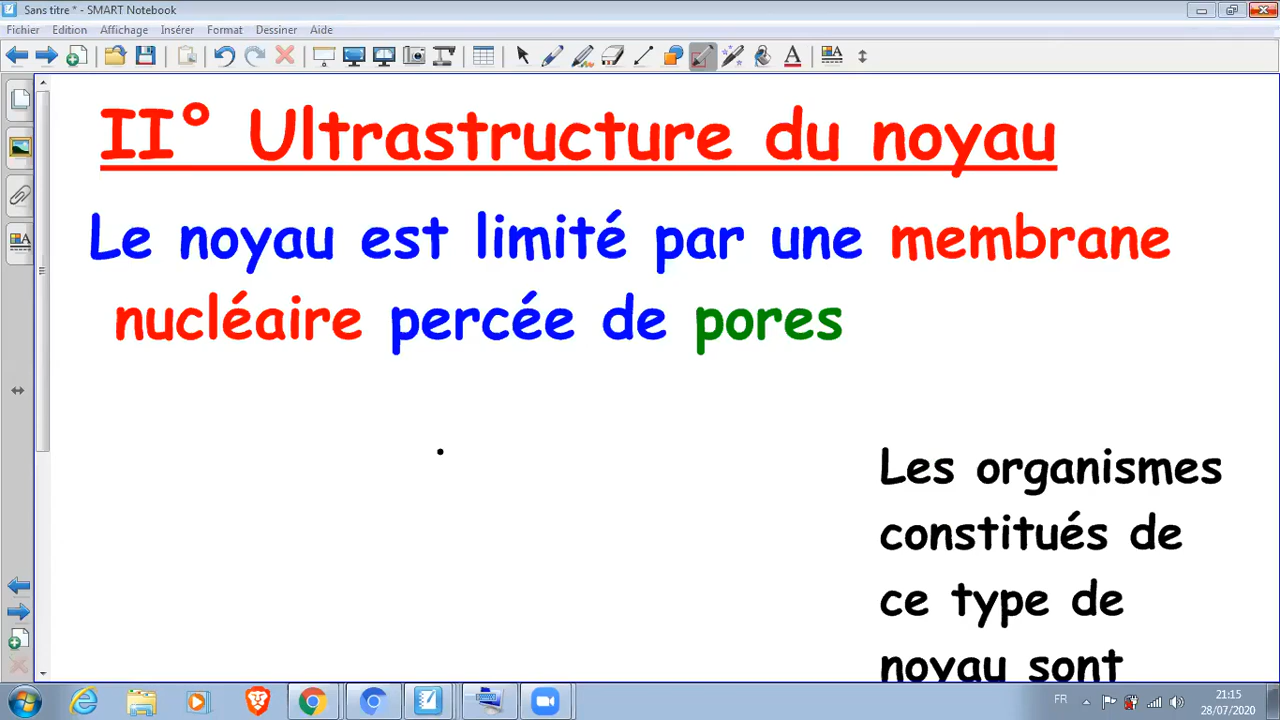 Sans titre * - SMART Notebook
Fichier Edition Affichage Insérer Format Dessiner Aide
II° Ultrastructure du noyau
Le noyau est limité par une membrane
nucléaire percée de pores
Les organismes
constitués de
ce type de
noyau sont
FR
21:15
28/07/2020